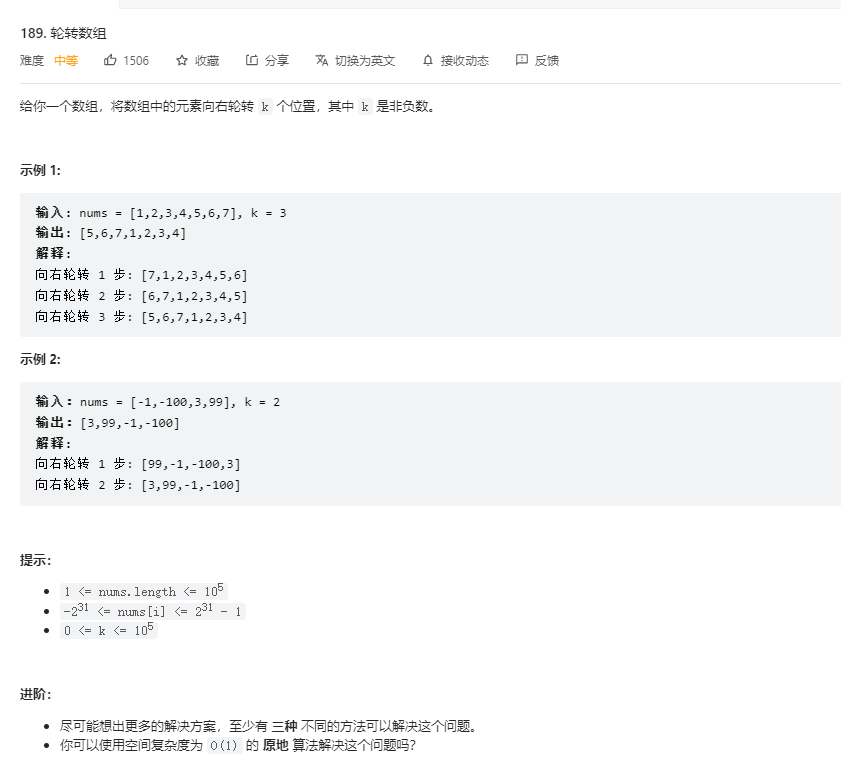 189. 轮转数组
难度 中等 1506 收藏 分享 切换为英文 接收动态 反馈
给你一个数组，将数组中的元素向右轮转 k 个位置，其中 k 是非负数。
示例 1:
输入: nums = [1,2,3,4,5,6,7], k = 3
输出: [5,6,7,1,2,3,4]
解释:
向右轮转 1 步: [7,1,2,3,4,5,6]
向右轮转 2 步: [6,7,1,2,3,4,5]
向右轮转 3 步: [5,6,7,1,2,3,4]
示例 2:
输入: nums = [-1,-100,3,99], k = 2
输出: [3,99,-1,-100]
解释:
向右轮转 1 步: [99,-1,-100,3]
向右轮转 2 步: [3,99,-1,-100]
提示：
1 <= nums.length <= 10⁵
-2³¹ <= nums[i] <= 2³¹ - 1
0 <= k <= 10⁵
进阶：
尽可能想出更多的解决方案，至少有 三种 不同的方法可以解决这个问题。
你可以使用空间复杂度为 O(1) 的 原地 算法解决这个问题吗？